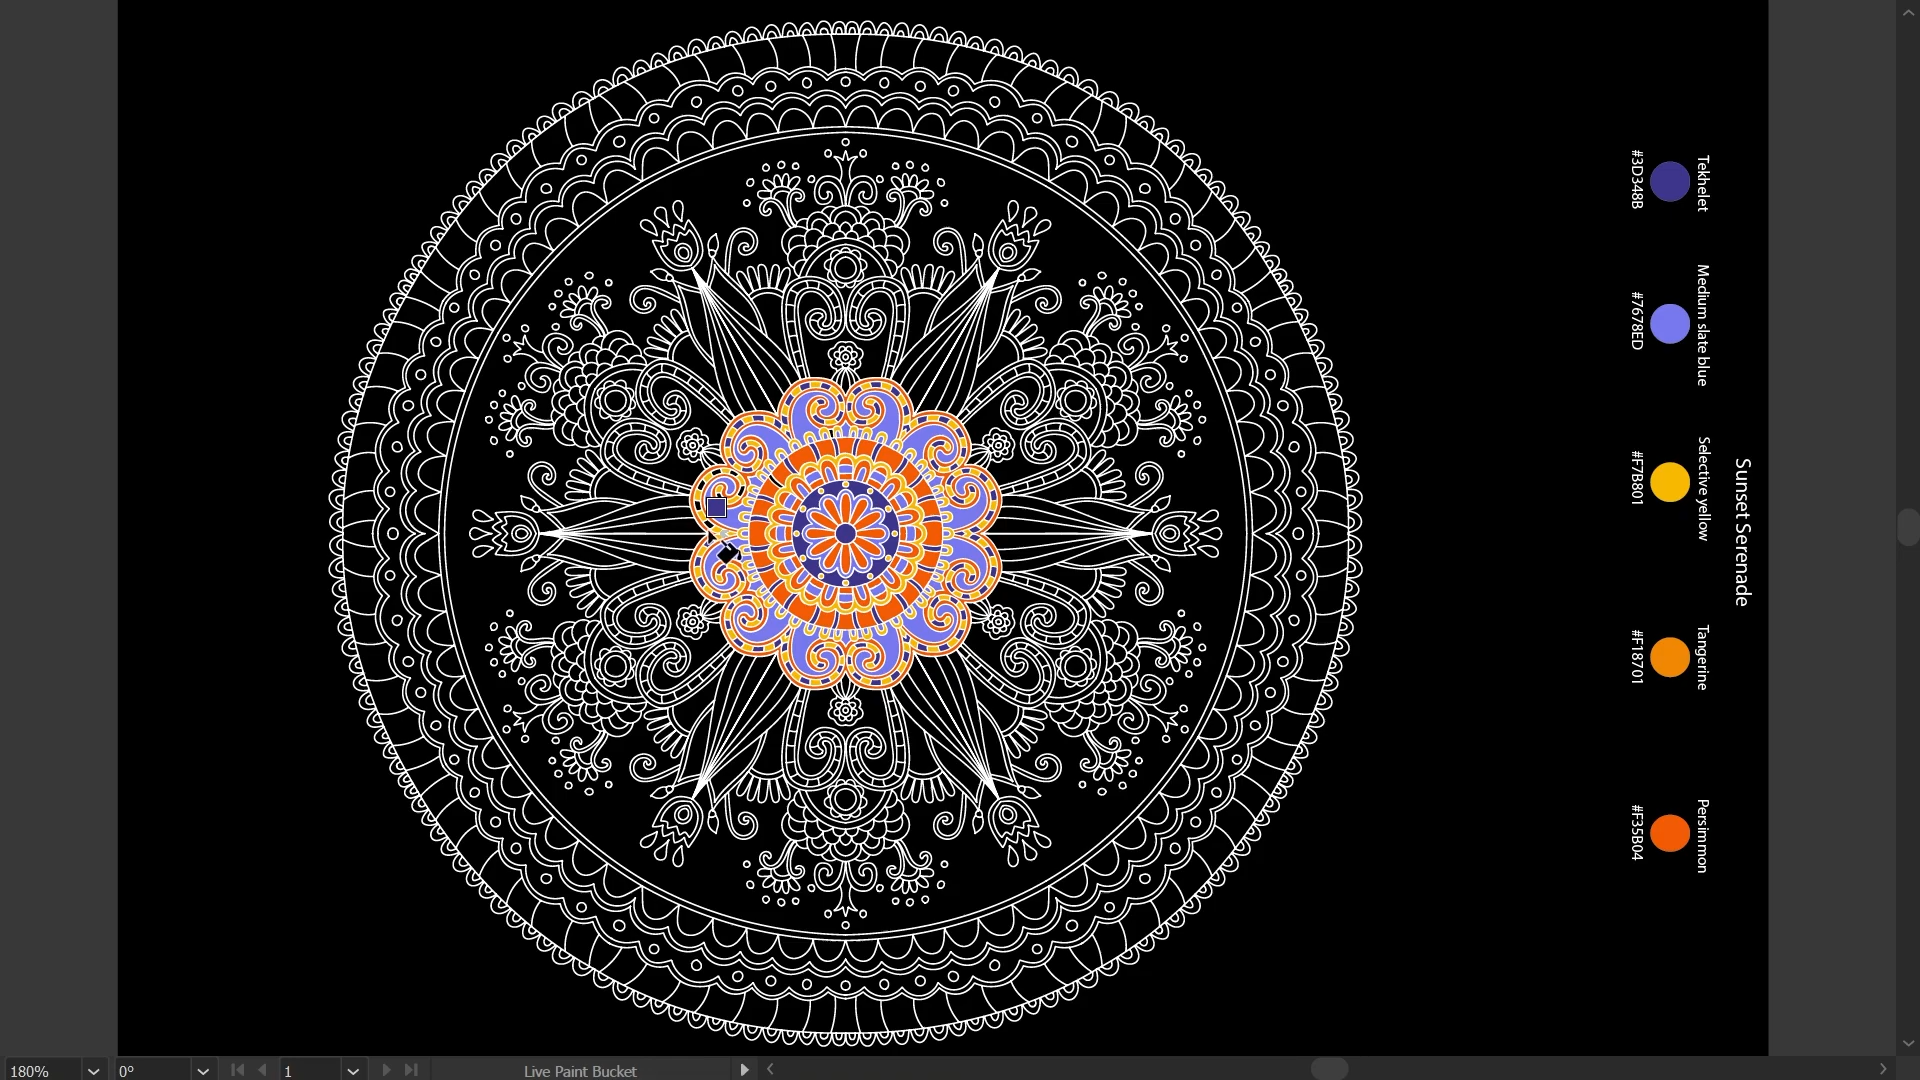 Sunset Serenade
Tekhelet
#3D348B
Medium slate blue
#7678ED
Selective yellow
#F7B801
Tangerine
#F18701
Persimmon
#F35B04
180%
0°
1
Live Paint Bucket